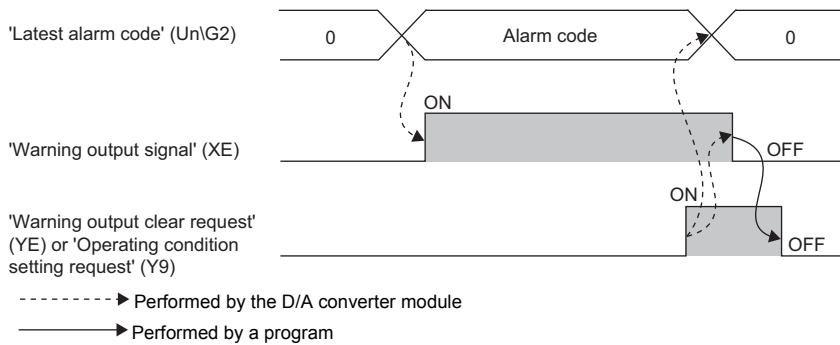 'Latest alarm code' (Un\G2)
0
Alarm code
0
ON
'Warning output signal' (XE)
OFF
ON
'Warning output clear request'
(YE) or 'Operating condition
setting request' (Y9)
OFF
Performed by the D/A converter module
Performed by a program